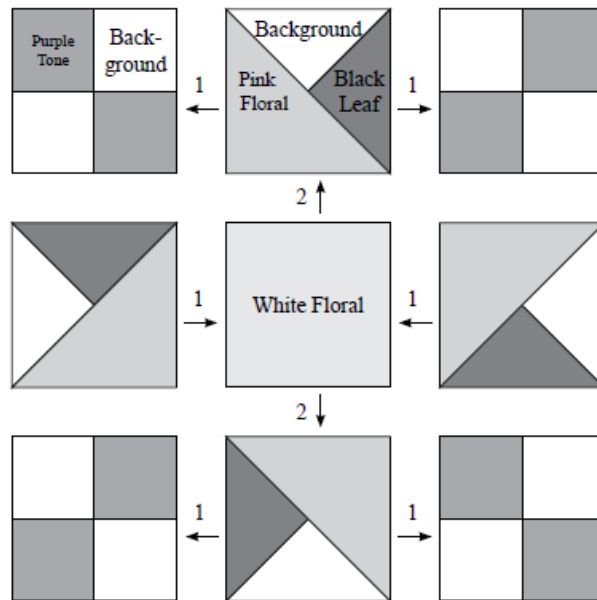 Purple
Tone
Back-
ground
1
Background
Pink
Floral
Black
Leaf
1
2
1
White Floral
1
2
1
1